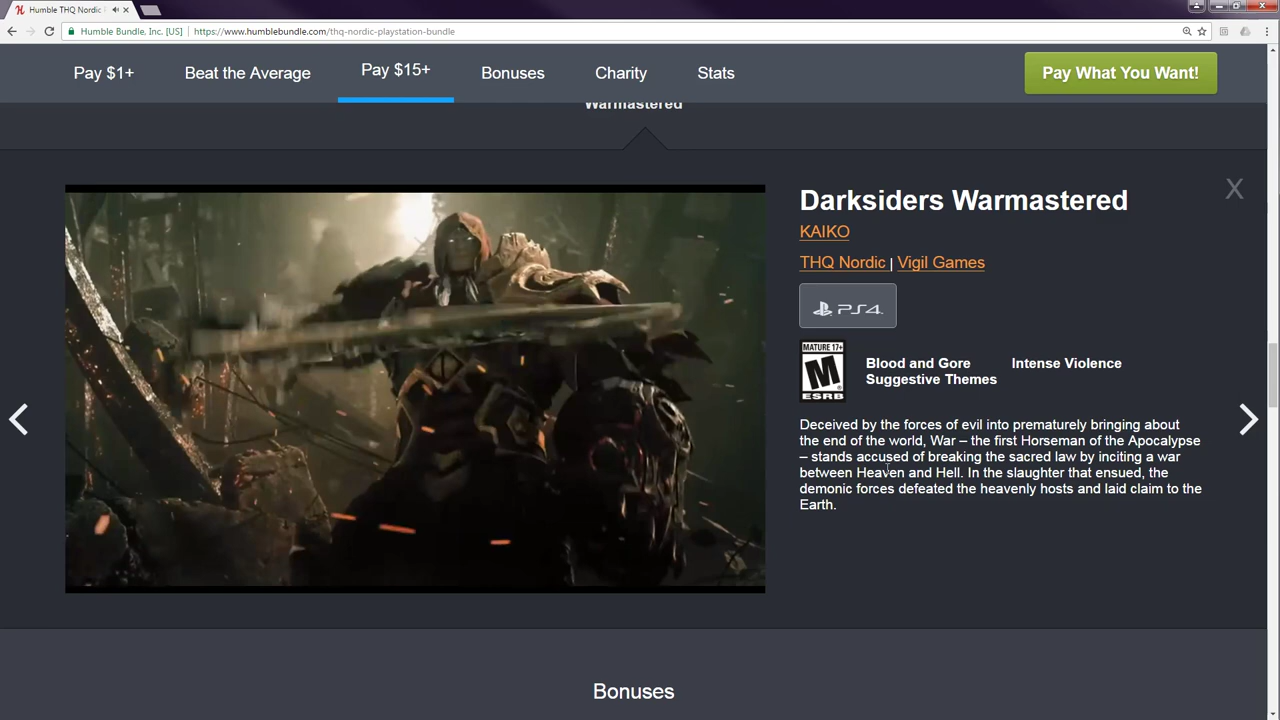 Humble THQ Nordic
Humble Bundle, Inc. [US]
https://www.humblebundle.com/thq-nordic-playstation-bundle
Pay $1+
Beat the Average
Pay $15+
Bonuses
Charity
Stats
Pay What You Want!
Warmastered
Darksiders Warmastered
X
KAIKO
THQ Nordic | Vigil Games
PS4
MATURE 17+
M
ESRB
Blood and Gore Intense Violence
Suggestive Themes
Deceived by the forces of evil into prematurely bringing about
the end of the world, War – the first Horseman of the Apocalypse
– stands accused of breaking the sacred law by inciting a war
between Heaven and Hell. In the slaughter that ensued, the
demonic forces defeated the heavenly hosts and laid claim to the
Earth.
Bonuses